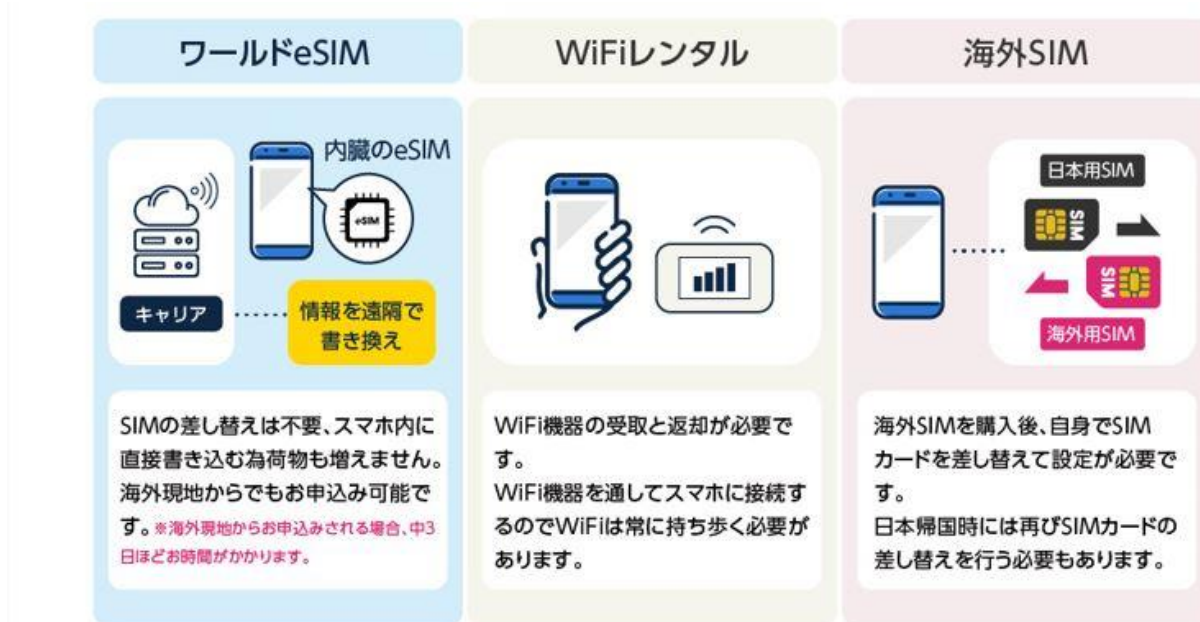 ワールドeSIM
内臓のeSIM
eSIM
キャリア
情報を遠隔で
書き換え
SIMの差し替えは不要、スマホ内に
直接書き込む為荷物も増えません。
海外現地からでもお申込み可能で
す。※海外現地からお申込みされる場合、中3
日ほどお時間がかかります。
WiFiレンタル
WiFi機器の受取と返却が必要で
す。
WiFi機器を通してスマホに接続す
るのでWiFiは常に持ち歩く必要が
あります。
海外SIM
日本用SIM
SIM
SIM
海外用SIM
海外SIMを購入後、自身でSIM
カードを差し替えて設定が必要で
す。
日本帰国時には再びSIMカードの
差し替えを行う必要もあります。